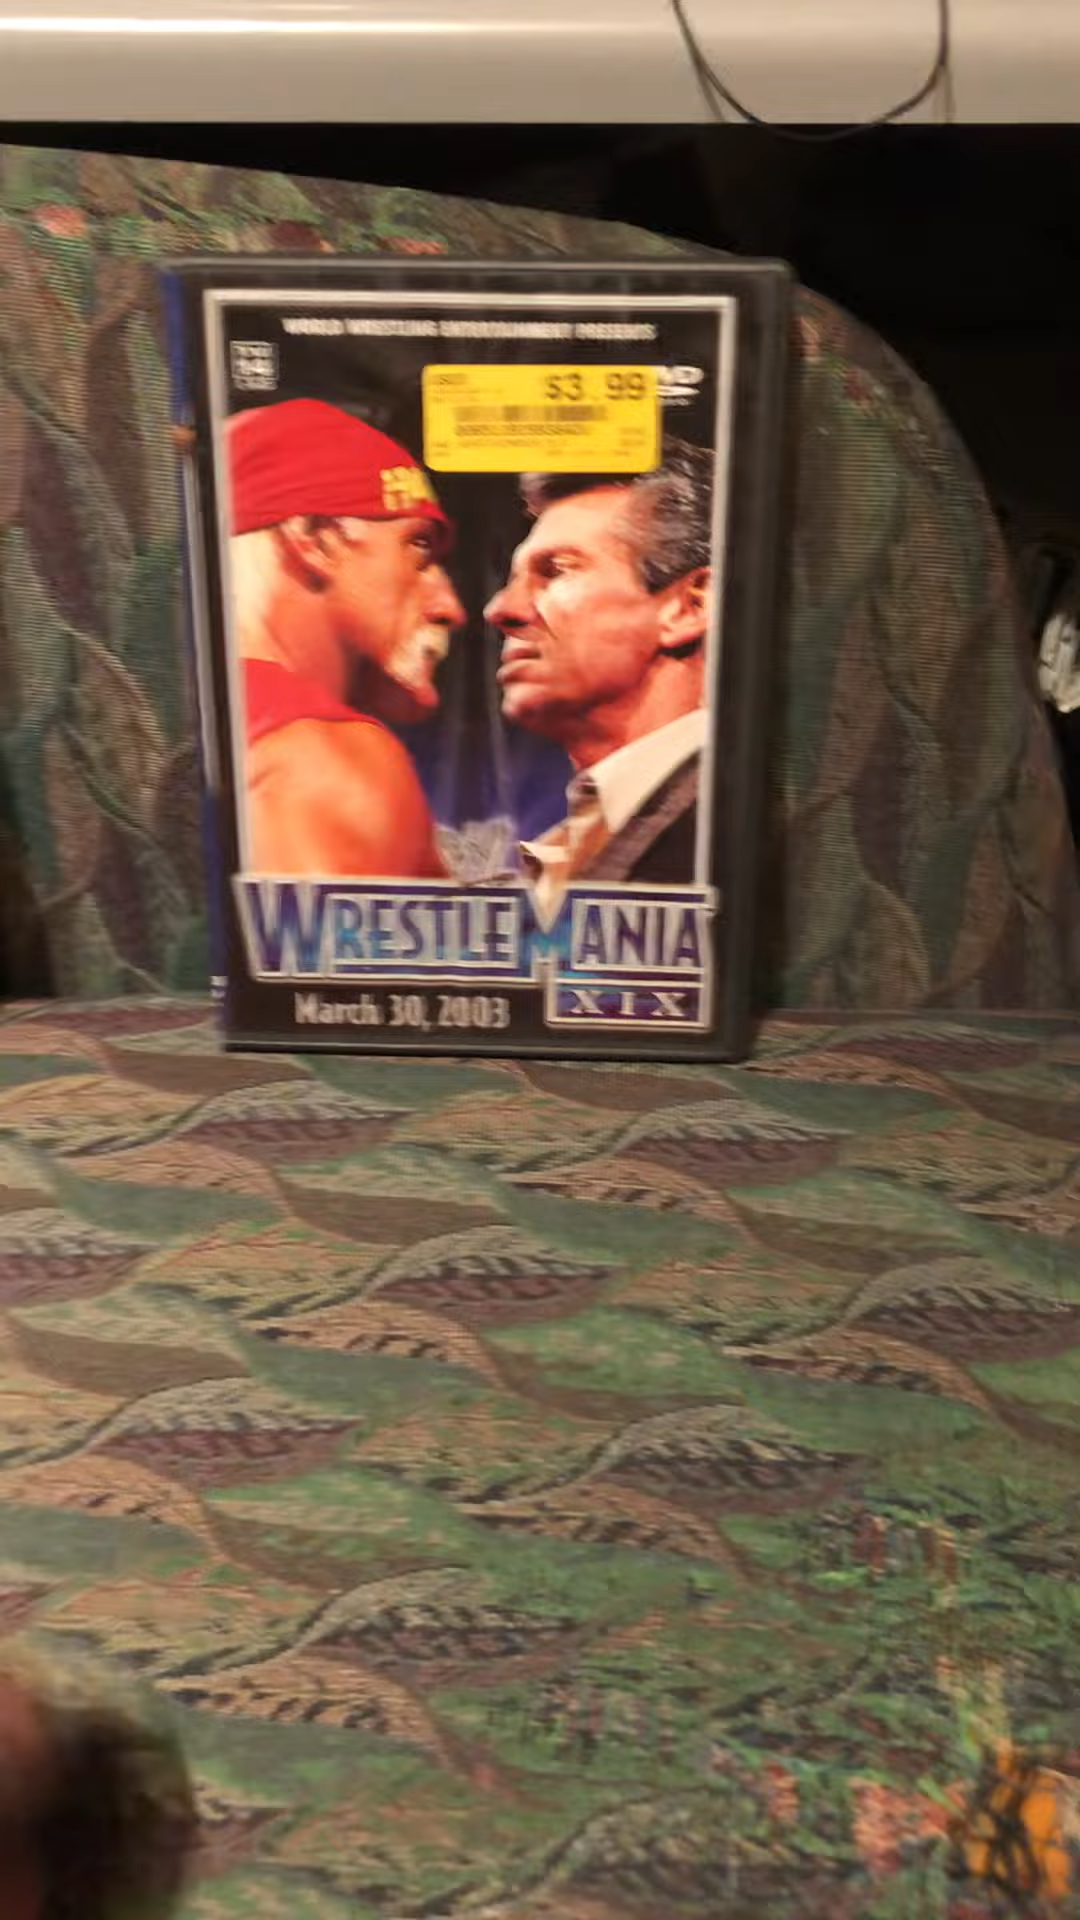 WORLD WRESTLING ENTERTAINMENT PRESENTS
$3.99
WRESTLEMANIA
XIX
March 30, 2003